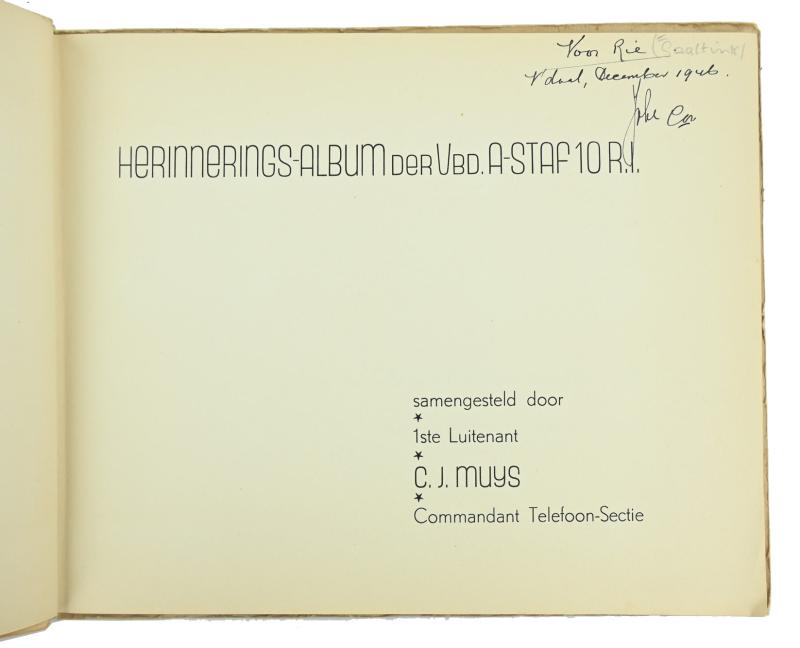 Voor Rie (Saaltink)
V'daal, December 1946.
HERINNERINGS-ALBUM DER VBD. A-STAF 10 R.I.
samengesteld door
1ste Luitenant
C. J. MUYS
Commandant Telefoon-Sectie